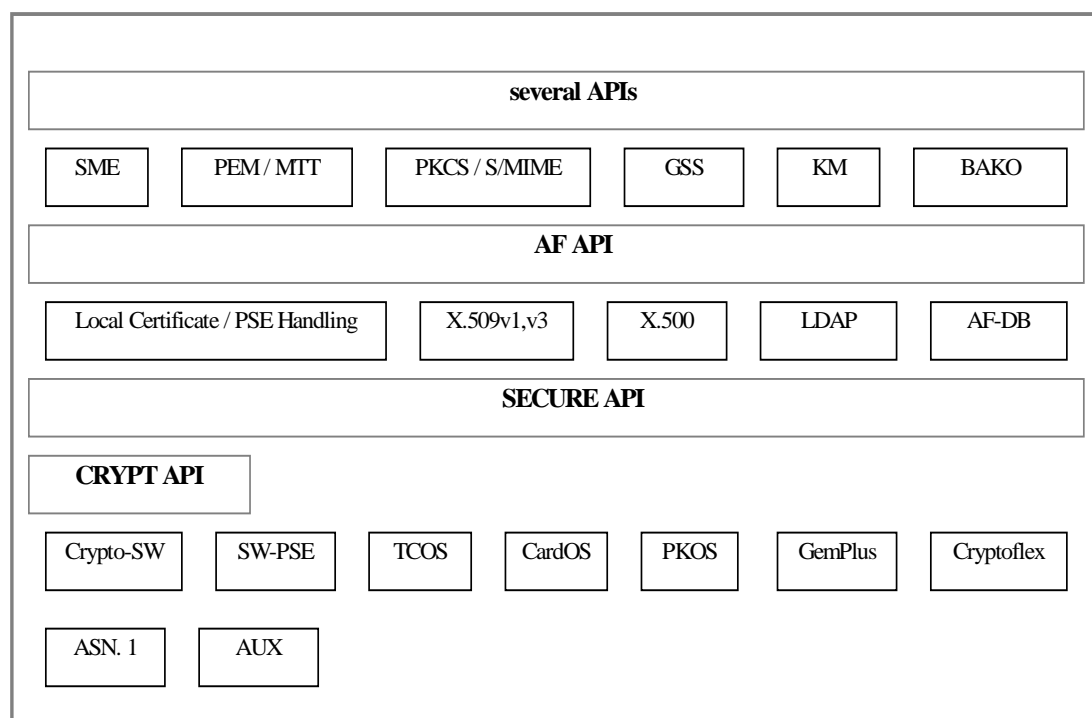 several APIs
SME PEM / MTT PKCS / S/MIME GSS KM BAKO
AF API
Local Certificate / PSE Handling X.509v1,v3 X.500 LDAP AF-DB
SECURE API
CRYPT API
Crypto-SW SW-PSE TCOS CardOS PKOS GemPlus Cryptoflex
ASN. 1 AUX